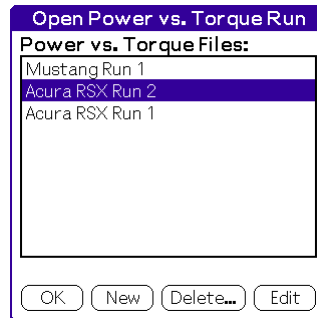 Open Power vs. Torque Run
Power vs. Torque Files:
Mustang Run 1
Acura RSX Run 2
Acura RSX Run 1
OK New Delete... Edit